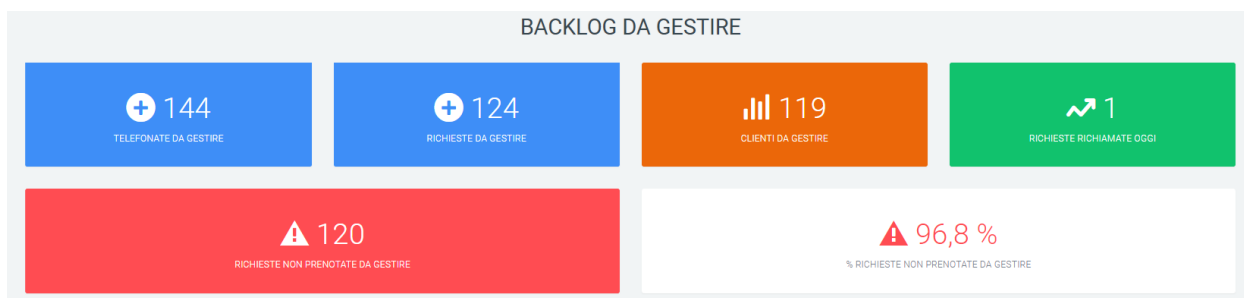 BACKLOG DA GESTIRE
144
TELEFONATE DA GESTIRE
124
RICHIESTE DA GESTIRE
119
CLIENTI DA GESTIRE
1
RICHIESTE RICHIAMATE OGGI
120
RICHIESTE NON PRENOTATE DA GESTIRE
96,8 %
% RICHIESTE NON PRENOTATE DA GESTIRE